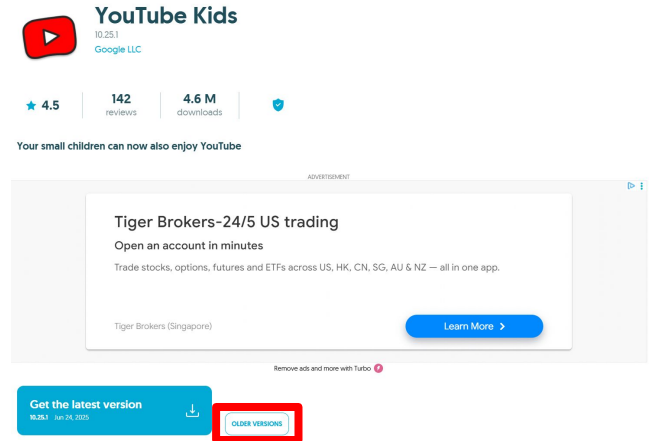 YouTube Kids
10.25.1
Google LLC
4.5
142
reviews
4.6 M
downloads
Your small children can now also enjoy YouTube
ADVERTISEMENT
Tiger Brokers-24/5 US trading
Open an account in minutes
Trade stocks, options, futures and ETFs across US, HK, CN, SG, AU & NZ — all in one app.
Tiger Brokers (Singapore)
Learn More
Remove ads and more with Turbo
Get the latest version
10.25.1 Jun 24, 2025
OLDER VERSIONS